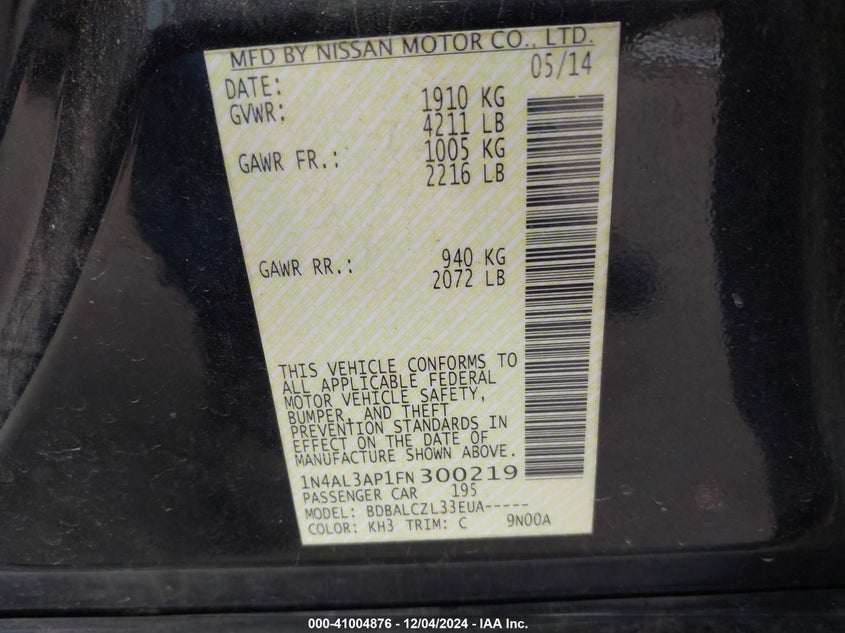 MFD BY NISSAN MOTOR CO., LTD.
DATE: 05/14
GVWR: 1910 KG
4211 LB
GAWR FR.: 1005 KG
2216 LB
GAWR RR.: 940 KG
2072 LB
THIS VEHICLE CONFORMS TO
ALL APPLICABLE FEDERAL
MOTOR VEHICLE SAFETY,
BUMPER, AND THEFT
PREVENTION STANDARDS IN
EFFECT ON THE DATE OF
MANUFACTURE SHOWN ABOVE.
1N4AL3AP1FN300219
PASSENGER CAR 195
MODEL: BDBALCZL33EUA-----
COLOR: KH3 TRIM: C 9N00A
000-41004876 - 12/04/2024 - IAA Inc.